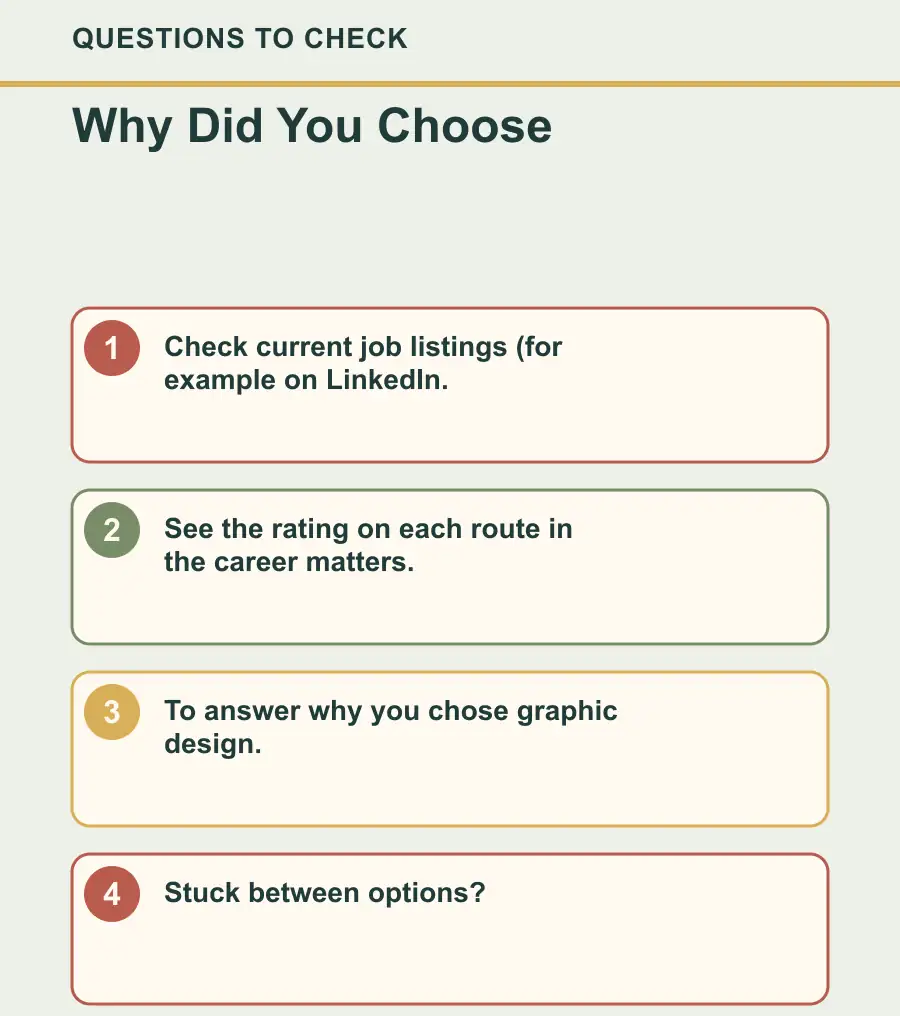 QUESTIONS TO CHECK
Why Did You Choose
1
Check current job listings (for
example on LinkedIn.
2
See the rating on each route in
the career matters.
3
To answer why you chose graphic
design.
4
Stuck between options?